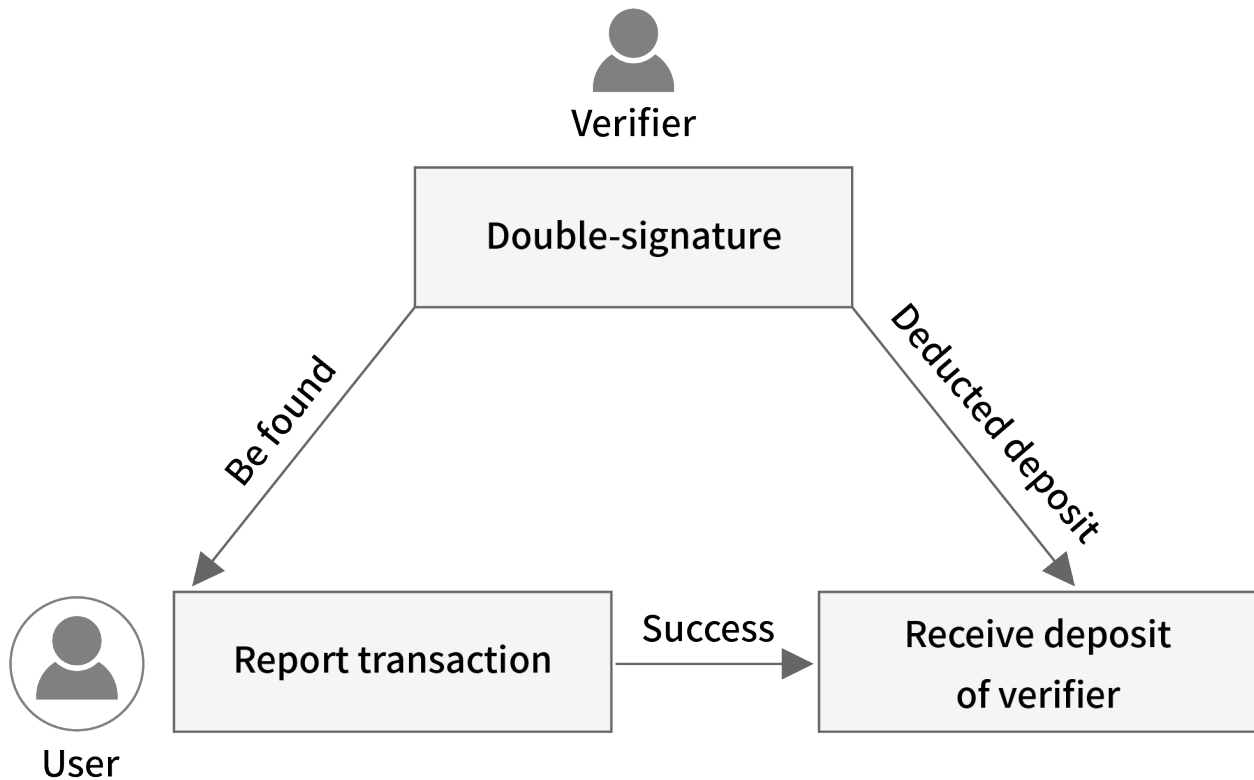 Verifier
Double-signature
Be found
Deducted deposit
Report transaction
Success
Receive deposit
of verifier
User